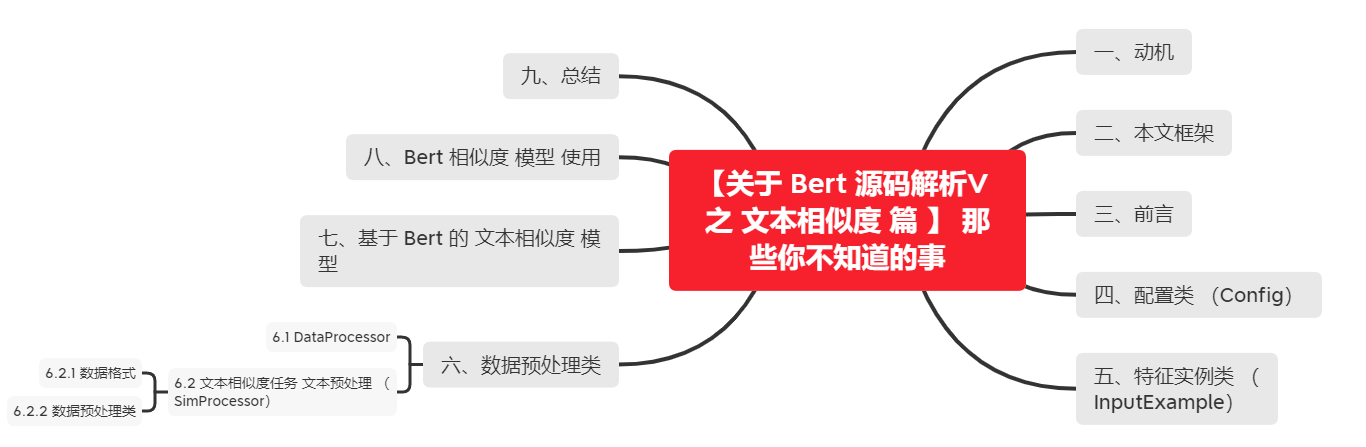 【关于 Bert 源码解析V
之 文本相似度 篇 】 那
些你不知道的事
一、动机
二、本文框架
三、前言
四、配置类 （Config）
五、特征实例类 （
InputExample）
六、数据预处理类
6.1 DataProcessor
6.2 文本相似度任务 文本预处理 （
SimProcessor）
6.2.1 数据格式
6.2.2 数据预处理类
七、基于 Bert 的 文本相似度 模
型
八、Bert 相似度 模型 使用
九、总结